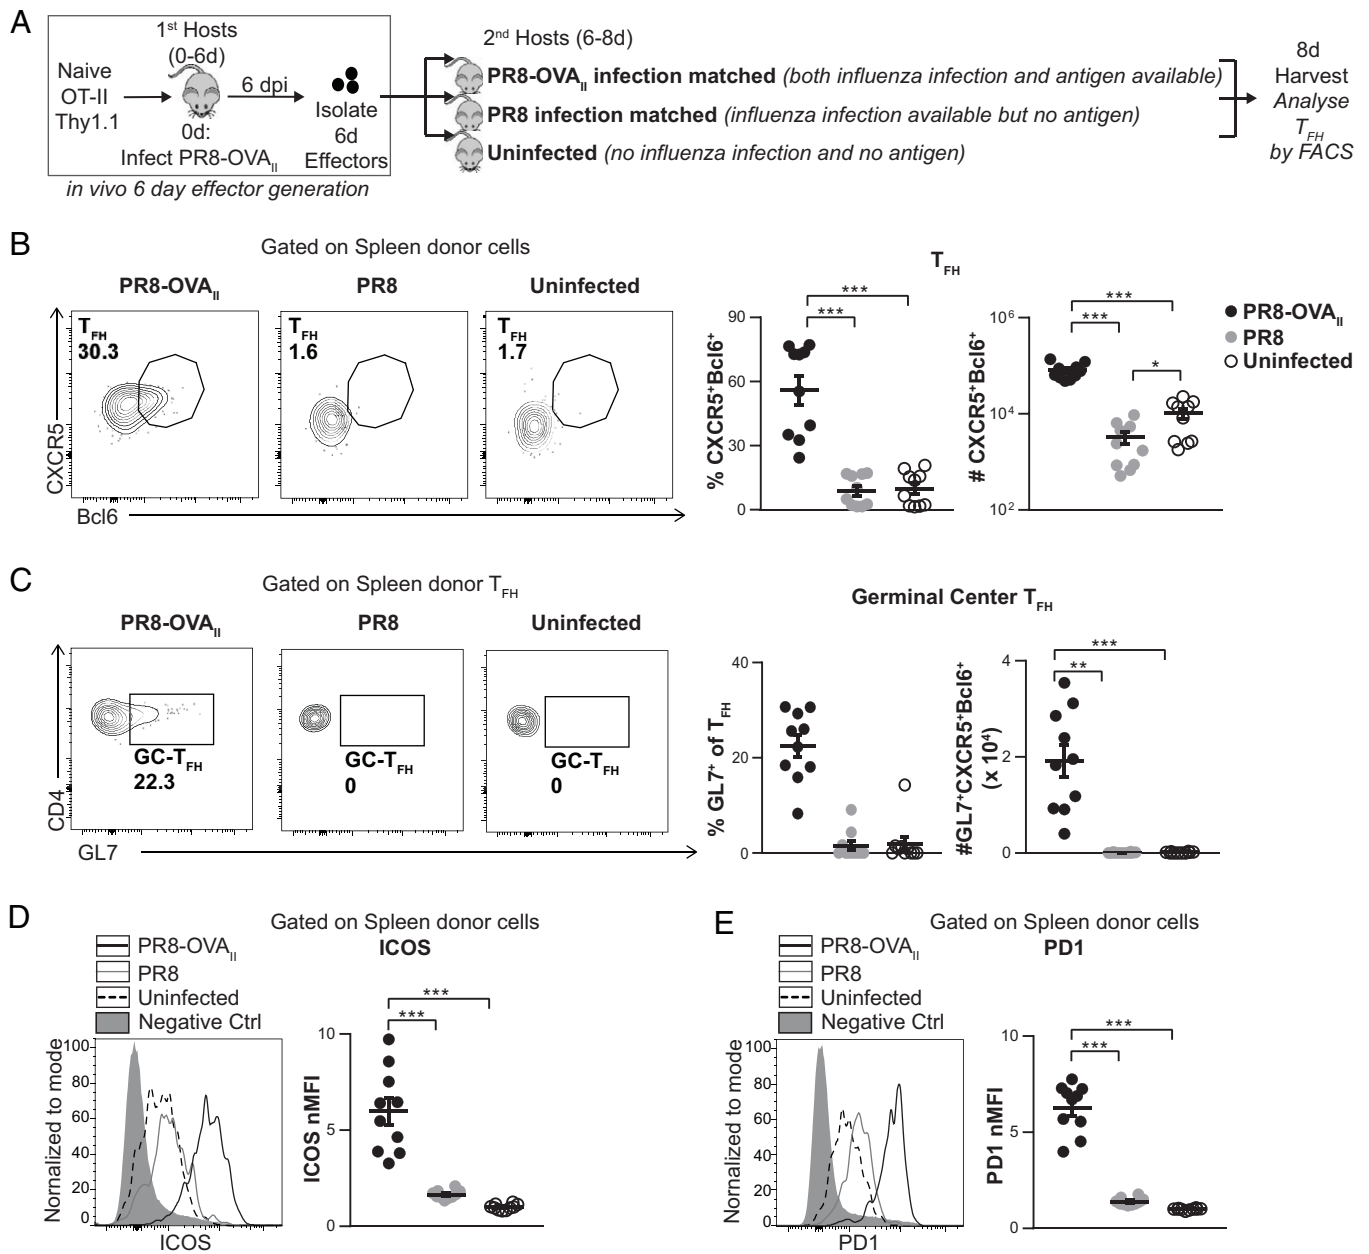 A
1st Hosts
(0-6d)
Naive
OT-II
Thy1.1
6 dpi
0d:
Infect PR8-OVAII
Isolate
6d
Effectors
in vivo 6 day effector generation
2nd Hosts (6-8d)
PR8-OVAII infection matched (both influenza infection and antigen available)
PR8 infection matched (influenza infection available but no antigen)
Uninfected (no influenza infection and no antigen)
8d
Harvest
Analyse
TFH
by FACS
B
Gated on Spleen donor cells
PR8-OVAII
PR8
Uninfected
TFH
30.3
TFH
1.6
TFH
1.7
CXCR5
Bcl6
TFH
% CXCR5+Bcl6+
90
60
30
0
***
***
# CXCR5+Bcl6+
10^6
10^4
10^2
***
***
*
PR8-OVAII
PR8
Uninfected
C
Gated on Spleen donor TFH
PR8-OVAII
PR8
Uninfected
GC-TFH
22.3
GC-TFH
0
GC-TFH
0
CD4
GL7
Germinal Center TFH
% GL7+ of TFH
40
20
0
#GL7+CXCR5+Bcl6+
(x 10^4)
4
2
0
***
**
D
Gated on Spleen donor cells
ICOS
PR8-OVAII
PR8
Uninfected
Negative Ctrl
Normalized to mode
100
80
60
40
20
0
ICOS
ICOS nMFI
10
5
0
***
***
E
Gated on Spleen donor cells
PD1
PR8-OVAII
PR8
Uninfected
Negative Ctrl
Normalized to mode
100
80
60
40
20
0
PD1
PD1 nMFI
10
5
0
***
***